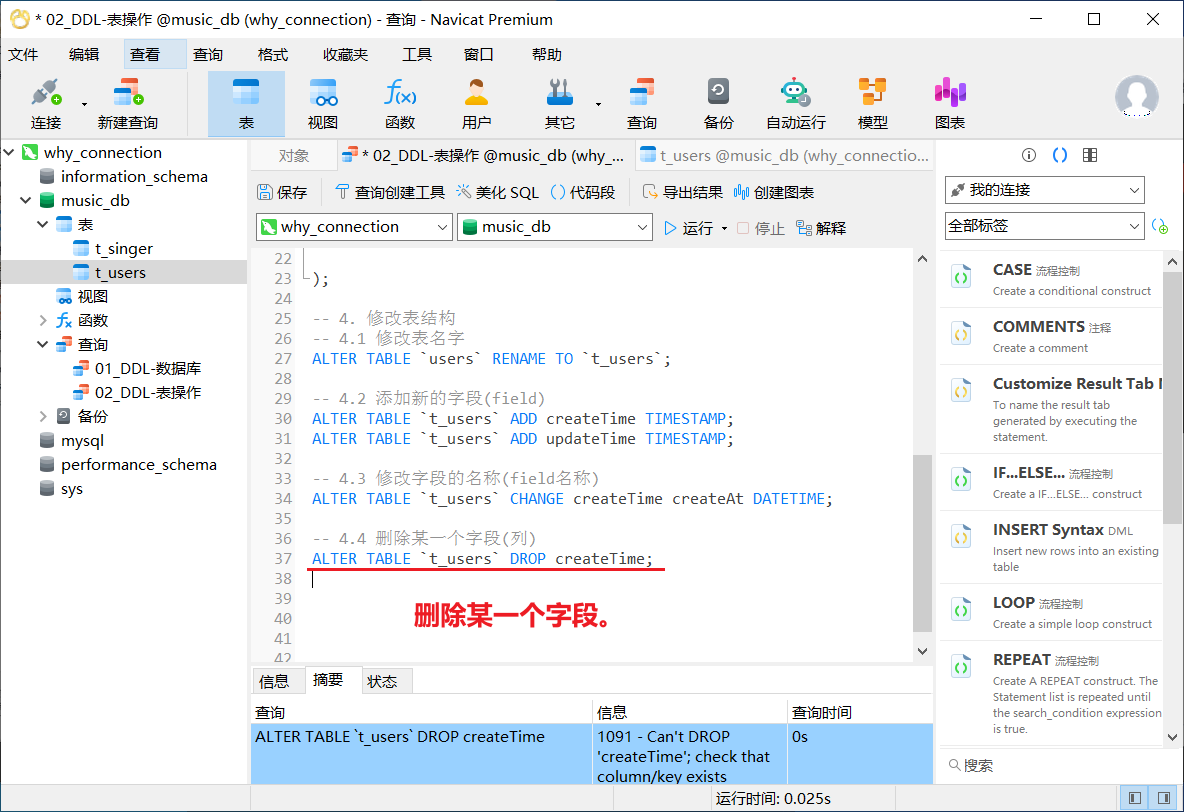 * 02_DDL-表操作 @music_db (why_connection) - 查询 - Navicat Premium
文件 编辑 查看 查询 格式 收藏夹 工具 窗口 帮助
连接 新建查询 表 视图 函数 用户 其它 查询 备份 自动运行 模型 图表
why_connection
information_schema
music_db
表
t_singer
t_users
视图
函数
查询
01_DDL-数据库
02_DDL-表操作
备份
mysql
performance_schema
sys
对象 * 02_DDL-表操作 @music_db (why_... t_users @music_db (why_connectio...
保存 查询创建工具 美化 SQL () 代码段 导出结果 创建图表
why_connection music_db 运行 停止 解释
22
23 );
24
25 -- 4. 修改表结构
26 -- 4.1 修改表名字
27 ALTER TABLE `users` RENAME TO `t_users`;
28
29 -- 4.2 添加新的字段(field)
30 ALTER TABLE `t_users` ADD createTime TIMESTAMP;
31 ALTER TABLE `t_users` ADD updateTime TIMESTAMP;
32
33 -- 4.3 修改字段的名称(field名称)
34 ALTER TABLE `t_users` CHANGE createTime createAt DATETIME;
35
36 -- 4.4 删除某一个字段(列)
37 ALTER TABLE `t_users` DROP createTime;
38
39
40
41
42
删除某一个字段。
信息 摘要 状态
查询 信息 查询时间
ALTER TABLE `t_users` DROP createTime 1091 - Can't DROP 0s
'createTime'; check that
column/key exists
运行时间: 0.025s
我的连接
全部标签
CASE 流程控制
Create a conditional construct
COMMENTS 注释
Create a comment
Customize Result Tab
To name the result tab
generated by executing the
statement.
IF...ELSE... 流程控制
Create a IF...ELSE... construct
INSERT Syntax DML
Insert new rows into an existing
table
LOOP 流程控制
Create a simple loop construct
REPEAT 流程控制
Create A REPEAT construct. The
Statement list is repeated until
the search_condition expression
is true.
搜索